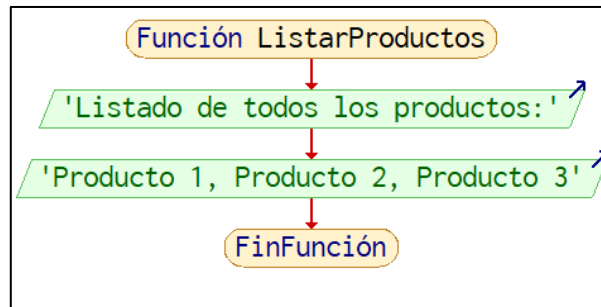 Función ListarProductos
'Listado de todos los productos:'
'Producto 1, Producto 2, Producto 3'
FinFunción